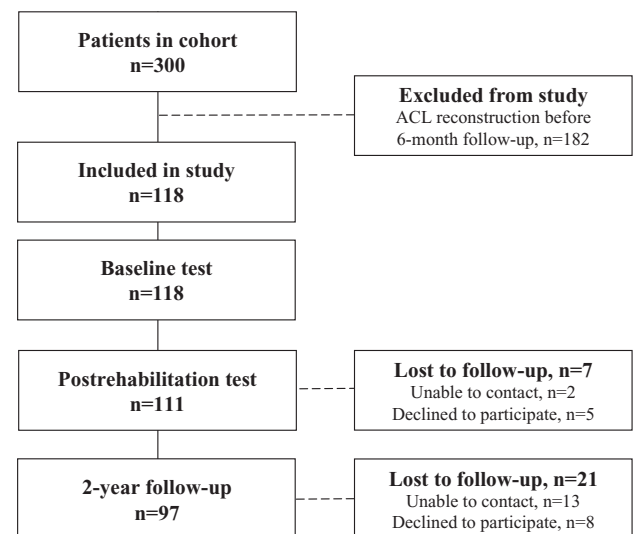 Patients in cohort
n=300
Excluded from study
ACL reconstruction before
6-month follow-up, n=182
Included in study
n=118
Baseline test
n=118
Postrehabilitation test
n=111
Lost to follow-up, n=7
Unable to contact, n=2
Declined to participate, n=5
2-year follow-up
n=97
Lost to follow-up, n=21
Unable to contact, n=13
Declined to participate, n=8